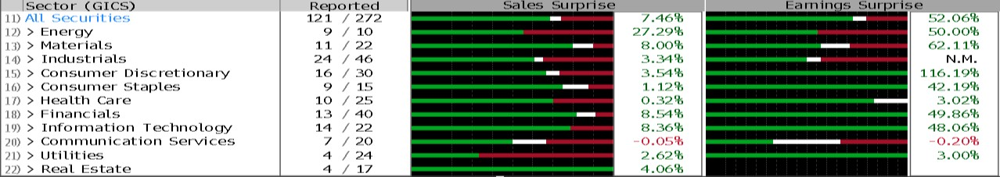 Sector (GICS) Reported Sales Surprise Earnings Surprise
11) All Securities 121 / 272 7.46% 52.06%
12) > Energy 9 / 10 27.29% 50.00%
13) > Materials 11 / 22 8.00% 62.11%
14) > Industrials 24 / 46 3.34% N.M.
15) > Consumer Discretionary 16 / 30 3.54% 116.19%
16) > Consumer Staples 9 / 15 1.12% 42.19%
17) > Health Care 10 / 25 0.32% 3.02%
18) > Financials 13 / 40 8.54% 49.86%
19) > Information Technology 14 / 22 8.36% 48.06%
20) > Communication Services 7 / 20 -0.05% -0.20%
21) > Utilities 4 / 24 2.62% 3.00%
22) > Real Estate 4 / 17 4.06%